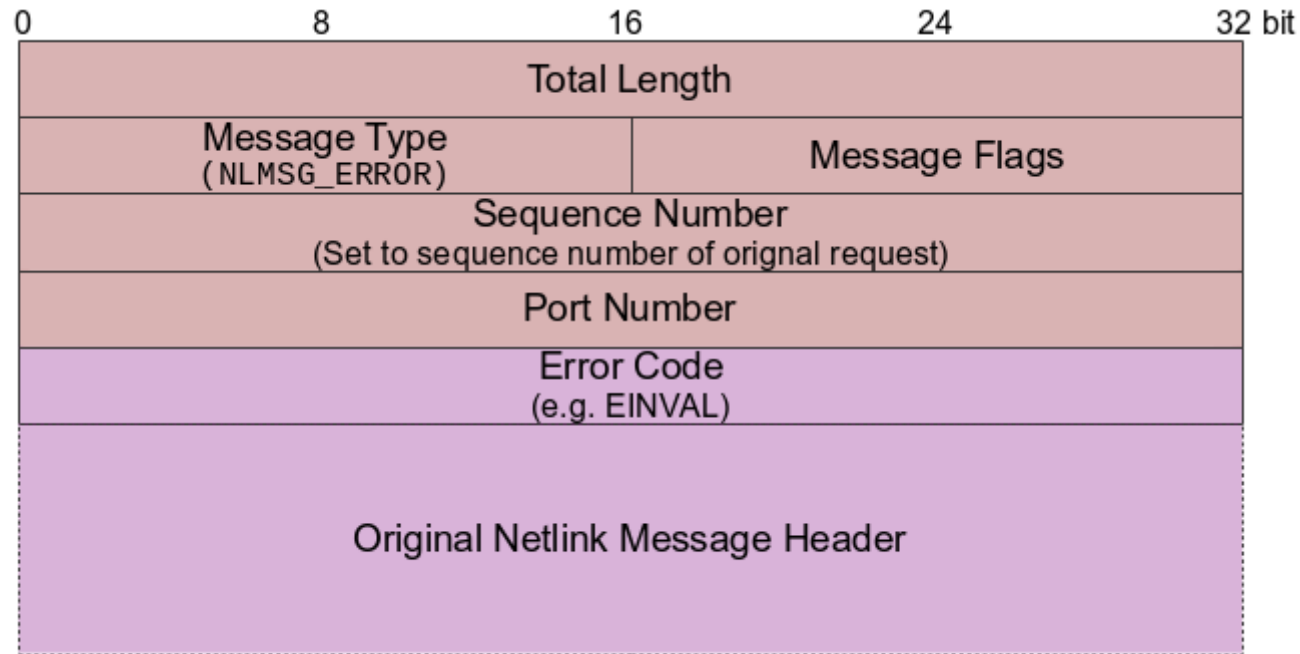 0 8 16 24 32 bit
Total Length
Message Type Message Flags
(NLMSG_ERROR)
Sequence Number
(Set to sequence number of orignal request)
Port Number
Error Code
(e.g. EINVAL)
Original Netlink Message Header